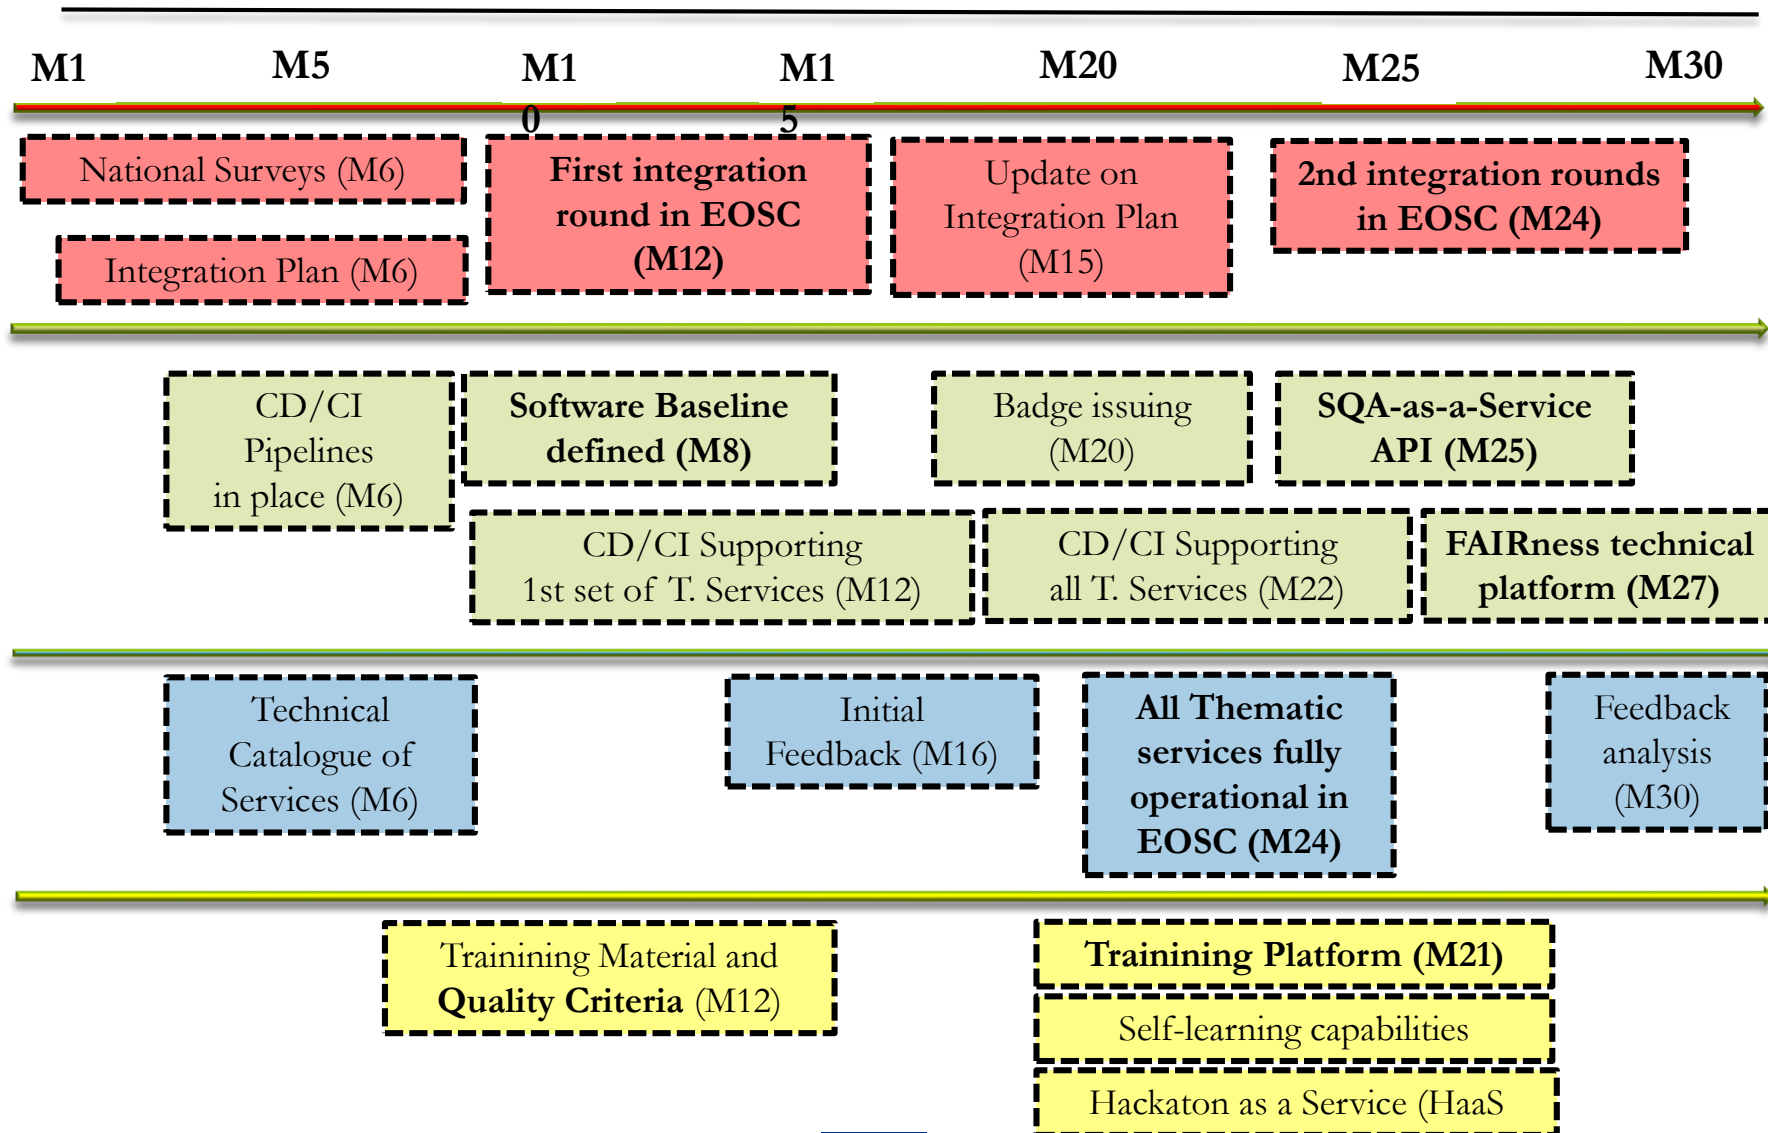 M1 M5 M1 M1 M20 M25 M30
0 5
National Surveys (M6)
Integration Plan (M6)
First integration
round in EOSC
(M12)
Update on
Integration Plan
(M15)
2nd integration rounds
in EOSC (M24)
CD/CI
Pipelines
in place (M6)
Software Baseline
defined (M8)
Badge issuing
(M20)
SQA-as-a-Service
API (M25)
CD/CI Supporting
1st set of T. Services (M12)
CD/CI Supporting
all T. Services (M22)
FAIRness technical
platform (M27)
Technical
Catalogue of
Services (M6)
Initial
Feedback (M16)
All Thematic
services fully
operational in
EOSC (M24)
Feedback
analysis
(M30)
Trainining Material and
Quality Criteria (M12)
Trainining Platform (M21)
Self-learning capabilities
Hackaton as a Service (HaaS